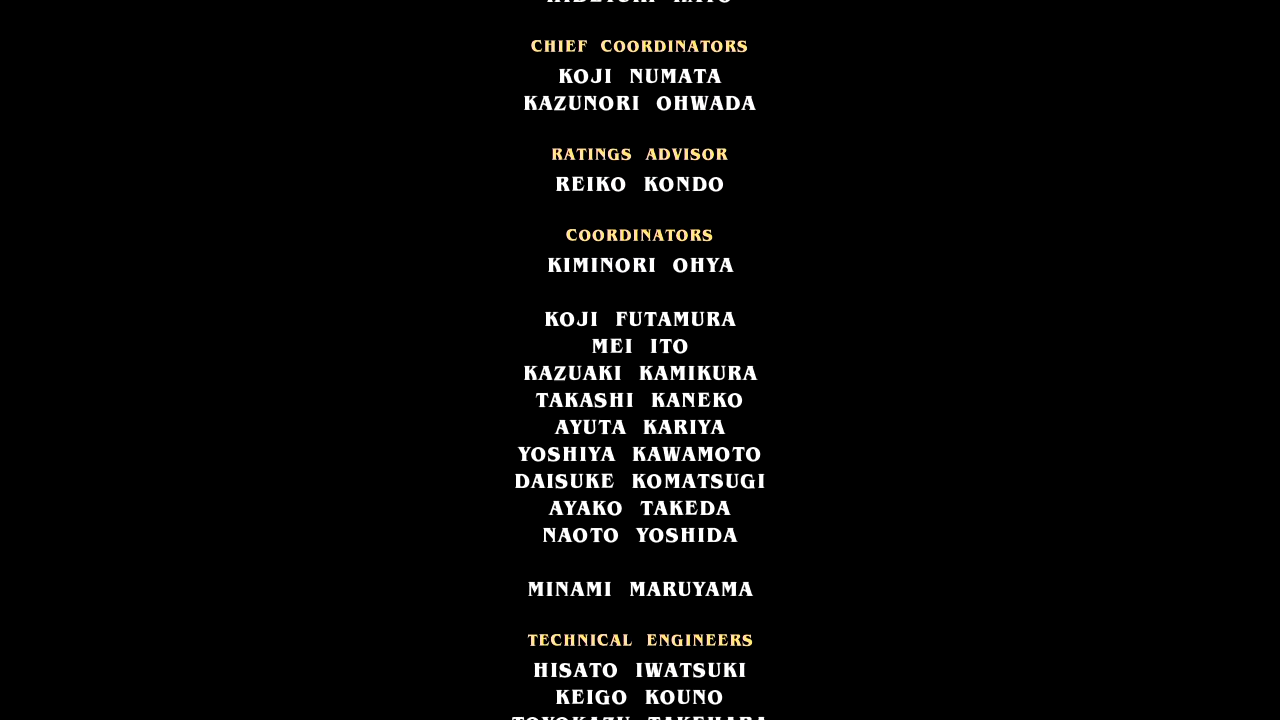 CHIEF COORDINATORS
KOJI NUMATA
KAZUNORI OHWADA
RATINGS ADVISOR
REIKO KONDO
COORDINATORS
KIMINORI OHYA
KOJI FUTAMURA
MEI ITO
KAZUAKI KAMIKURA
TAKASHI KANEKO
AYUTA KARIYA
YOSHIYA KAWAMOTO
DAISUKE KOMATSUGI
AYAKO TAKEDA
NAOTO YOSHIDA
MINAMI MARUYAMA
TECHNICAL ENGINEERS
HISATO IWATSUKI
KEIGO KOUNO